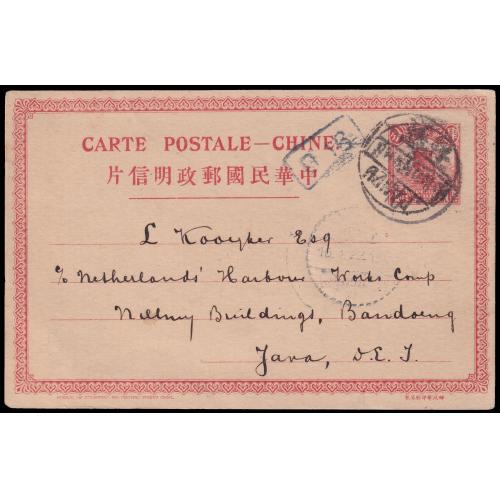 CARTE POSTALE—CHINE
片信明政郵國民華中
L Kooyker Esq
c/o Netherlands' Harbour Works Comp
Nillmy Buildings, Bandoeng
Java, D.E.I.